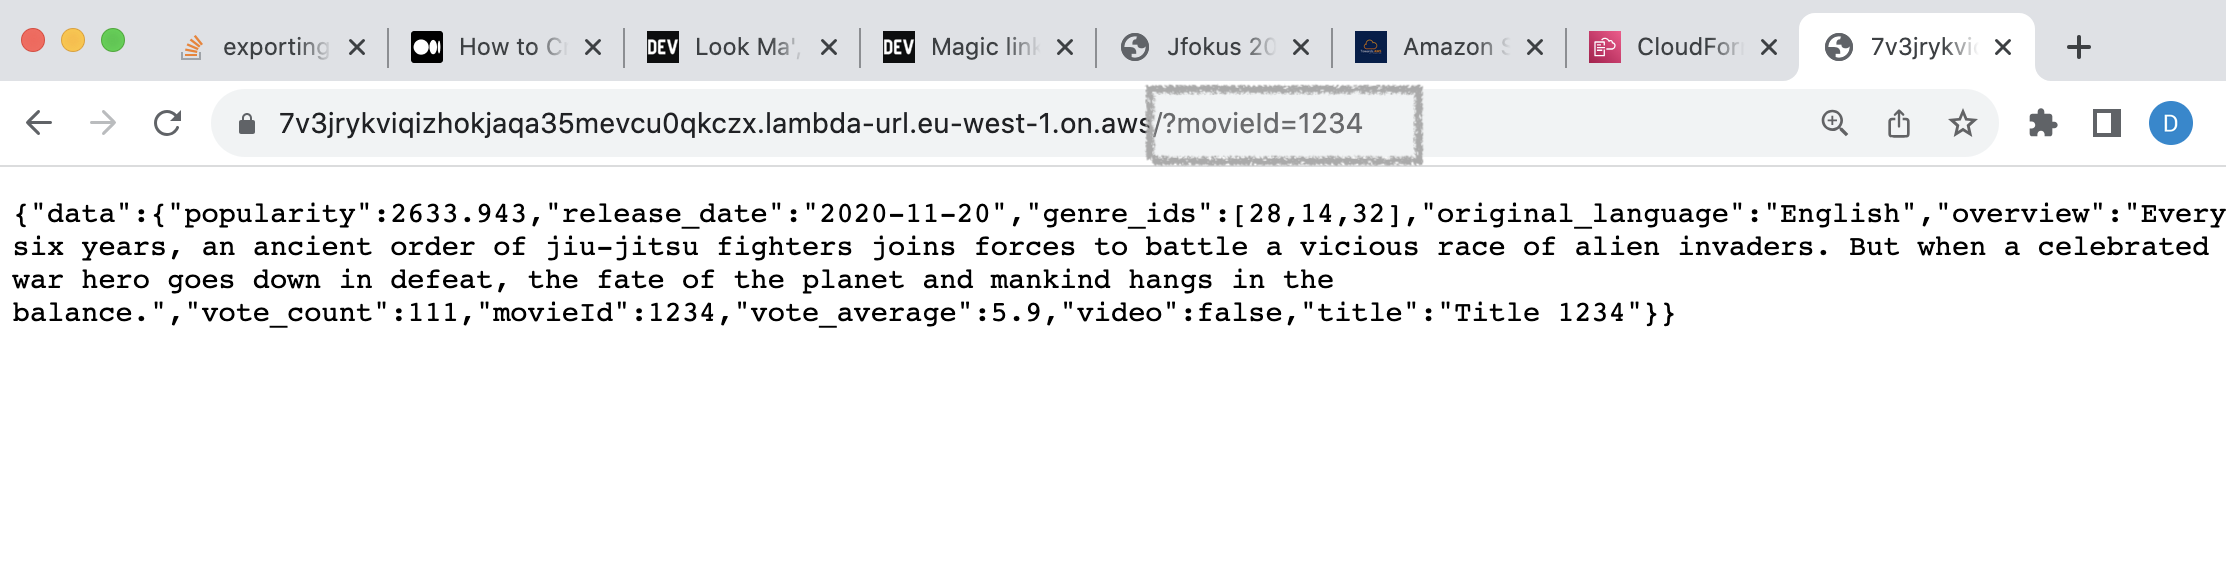 exporting
How to C
DEV Look Ma',
DEV Magic link
Jfokus 20
Amazon S
CloudFor
7v3jrykvi
7v3jrykviqizhokjaqa35mevcu0qkczx.lambda-url.eu-west-1.on.aws/?movieId=1234
D
{"data":{"popularity":2633.943,"release_date":"2020-11-20","genre_ids":[28,14,32],"original_language":"English","overview":"Every
six years, an ancient order of jiu-jitsu fighters joins forces to battle a vicious race of alien invaders. But when a celebrated
war hero goes down in defeat, the fate of the planet and mankind hangs in the
balance.","vote_count":111,"movieId":1234,"vote_average":5.9,"video":false,"title":"Title 1234"}}